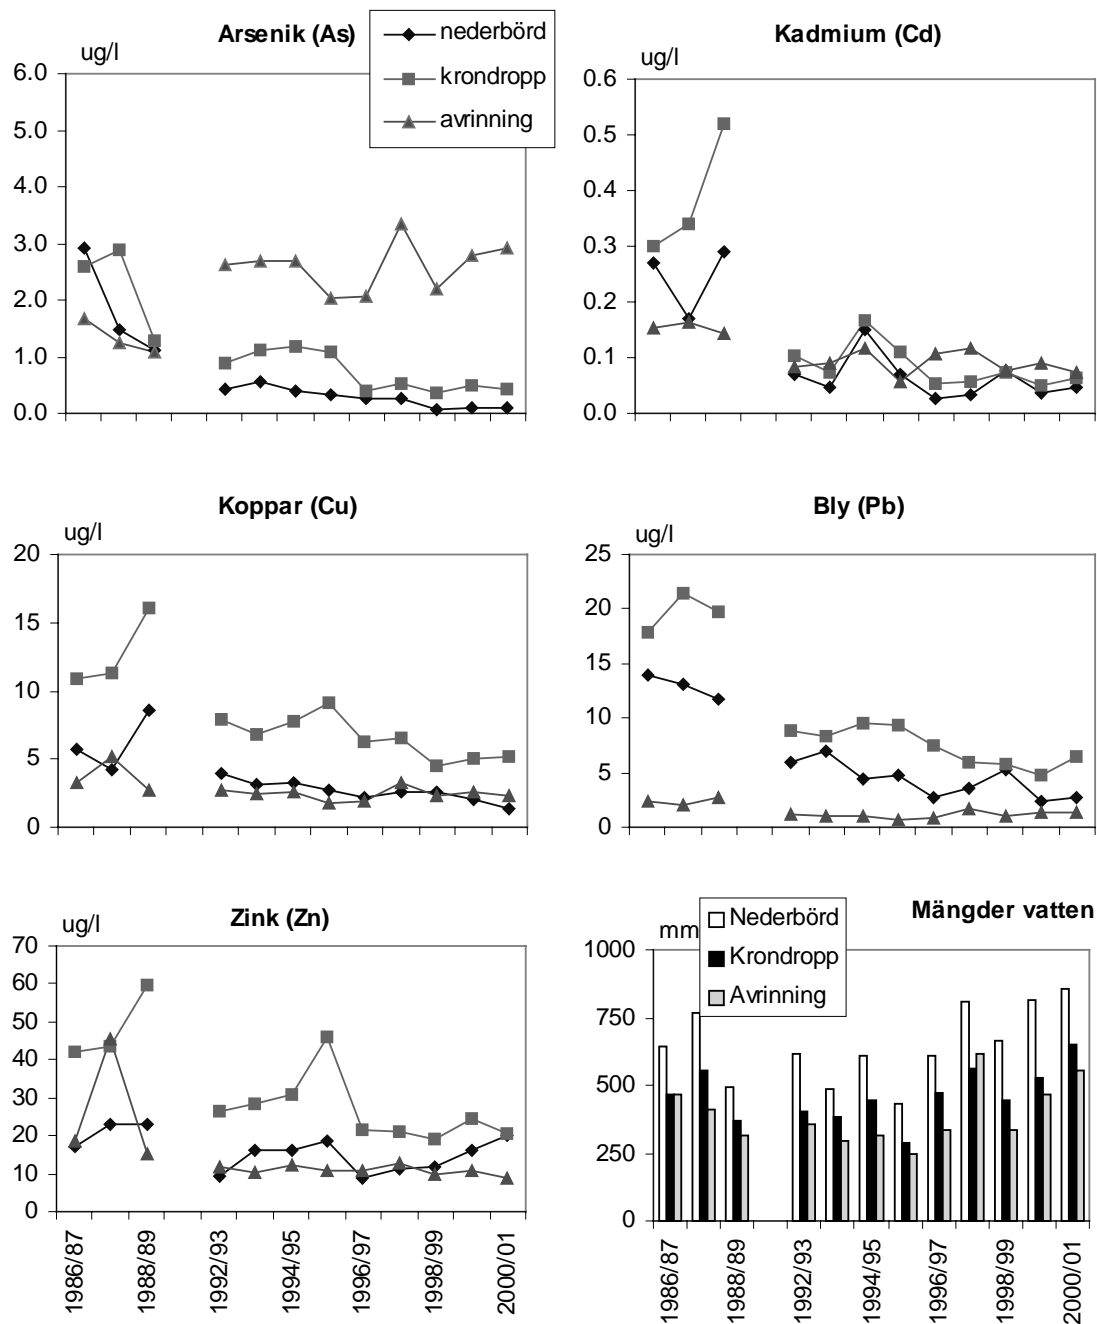 Arsenik (As)
ug/l
nederbörd
krondropp
avrinning
6.0
5.0
4.0
3.0
2.0
1.0
0.0
Kadmium (Cd)
ug/l
0.6
0.5
0.4
0.3
0.2
0.1
0.0
Koppar (Cu)
ug/l
20
15
10
5
0
Bly (Pb)
ug/l
25
20
15
10
5
0
Zink (Zn)
ug/l
70
60
50
40
30
20
10
0
1986/87
1988/89
1992/93
1994/95
1996/97
1998/99
2000/01
Mängder vatten
mm
Nederbörd
Krondropp
Avrinning
1000
750
500
250
0
1986/87
1988/89
1992/93
1994/95
1996/97
1998/99
2000/01